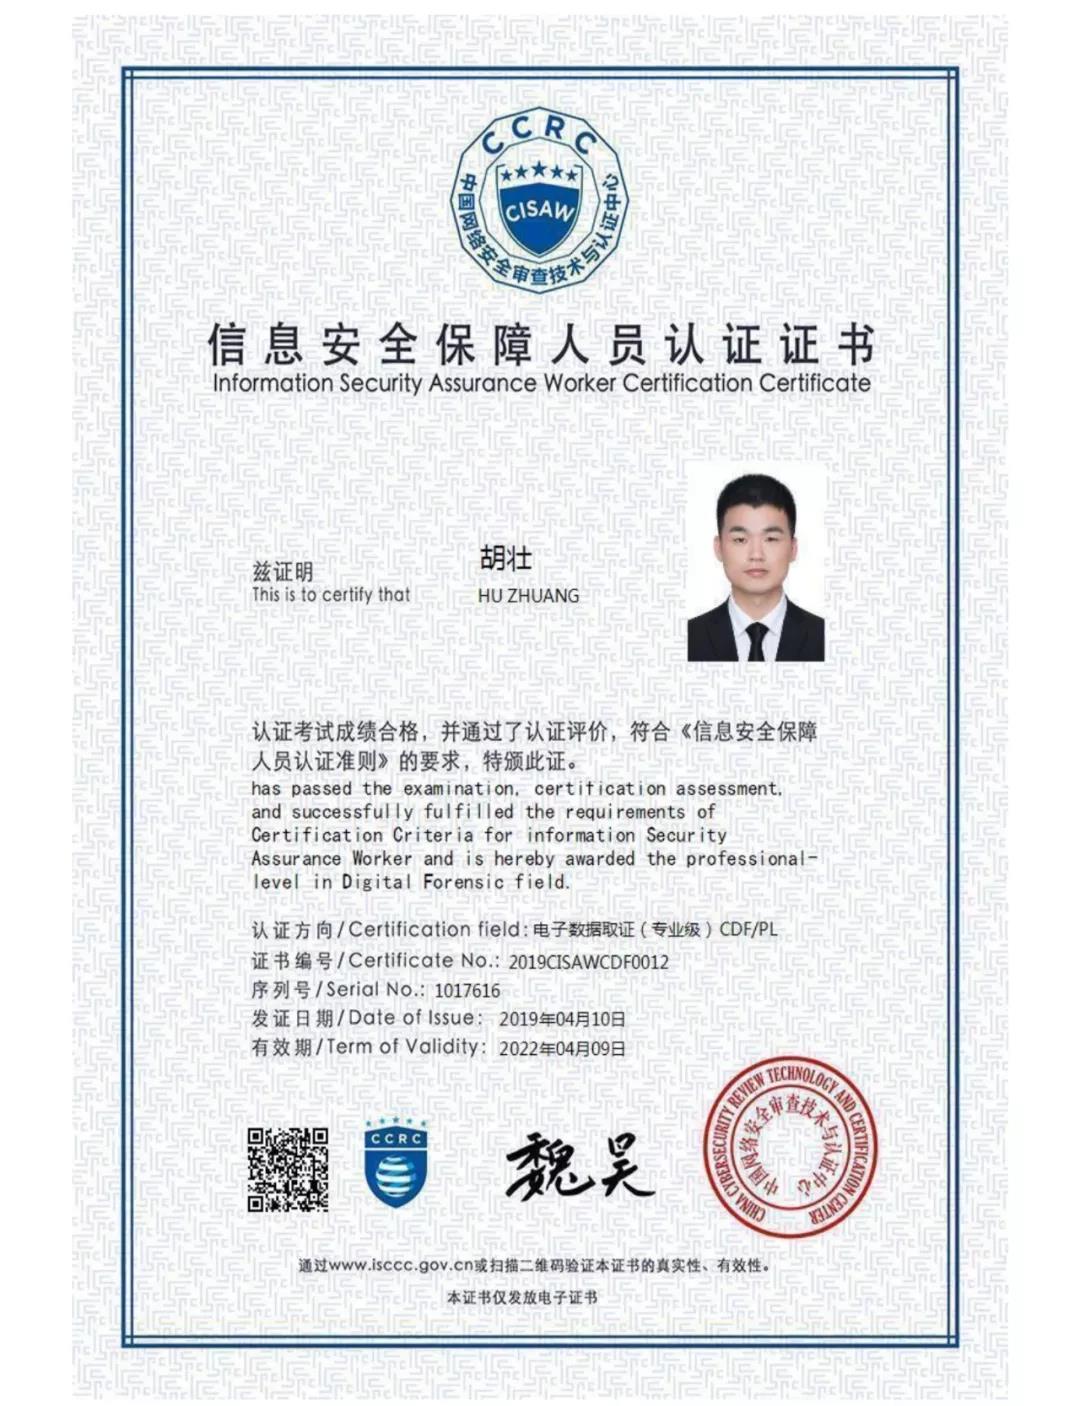 CCRC
CISAW
中国网络安全审查技术与认证中心
信息安全保障人员认证证书
Information Security Assurance Worker Certification Certificate
兹证明
This is to certify that
胡壮
HU ZHUANG
认证考试成绩合格，并通过了认证评价，符合《信息安全保障
人员认证准则》的要求，特颁此证。
has passed the examination, certification assessment,
and successfully fulfilled the requirements of
Certification Criteria for information Security
Assurance Worker and is hereby awarded the professional-
level in Digital Forensic field.
认证方向/Certification field: 电子数据取证（专业级）CDF/PL
证书编号/Certificate No.: 2019CISAWCDF0012
序列号/Serial No.: 1017616
发证日期/Date of Issue: 2019年04月10日
有效期/Term of Validity: 2022年04月09日
CCRC
魏昊
CHINA CYBERSECURITY REVIEW TECHNOLOGY AND CERTIFICATION CENTER
中国网络安全审查技术与认证中心
通过www.isccc.gov.cn或扫描二维码验证本证书的真实性、有效性。
本证书仅发放电子证书